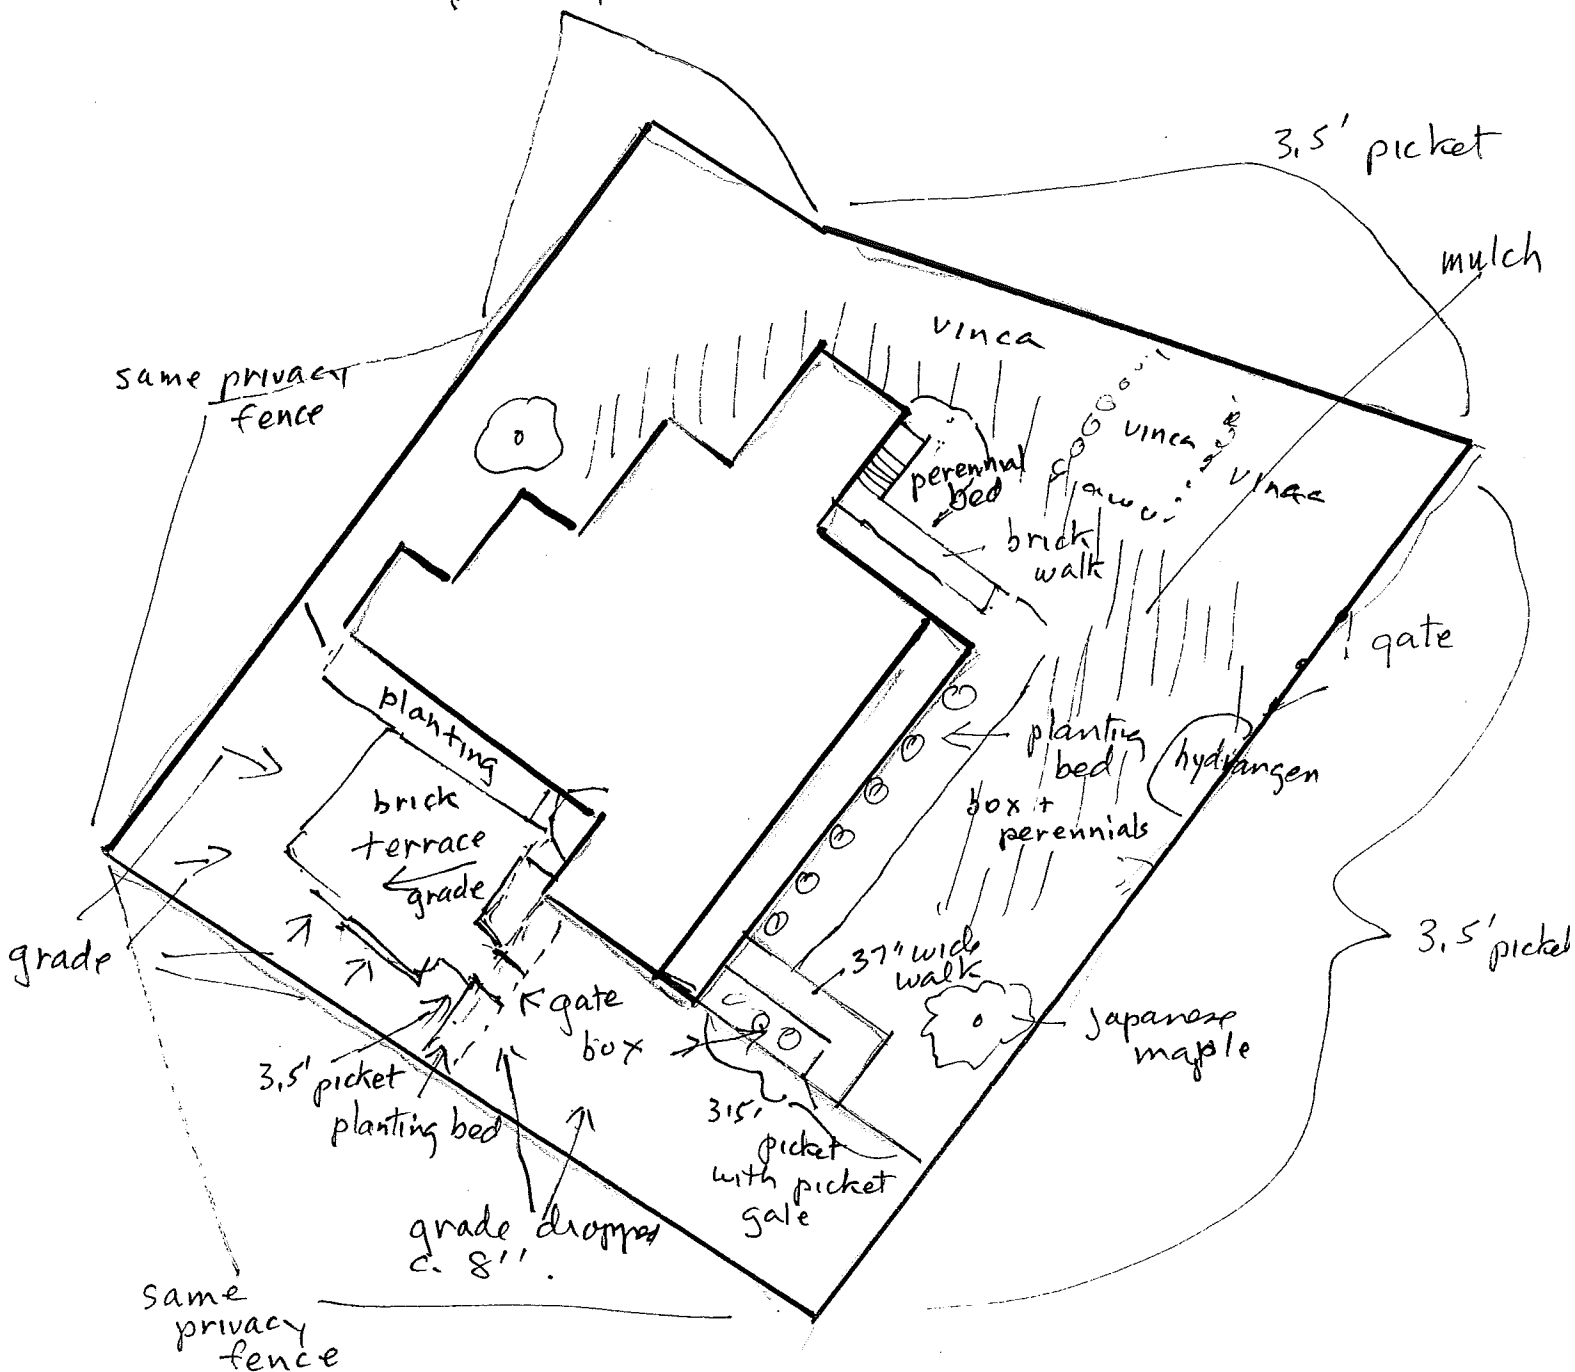 3.5' picket
mulch
vinca
same privacy
fence
vinca
vinca
perennial
bed
brick
walk
gate
planting
planting
bed
hydrangea
brick
terrace
grade
box +
perennials
grade
37" wide
walk
3.5' picket
gate
box
Japanese
maple
3.5' picket
planting bed
3.5'
picket
with picket
gate
grade dropped
c. 8".
same
privacy
fence